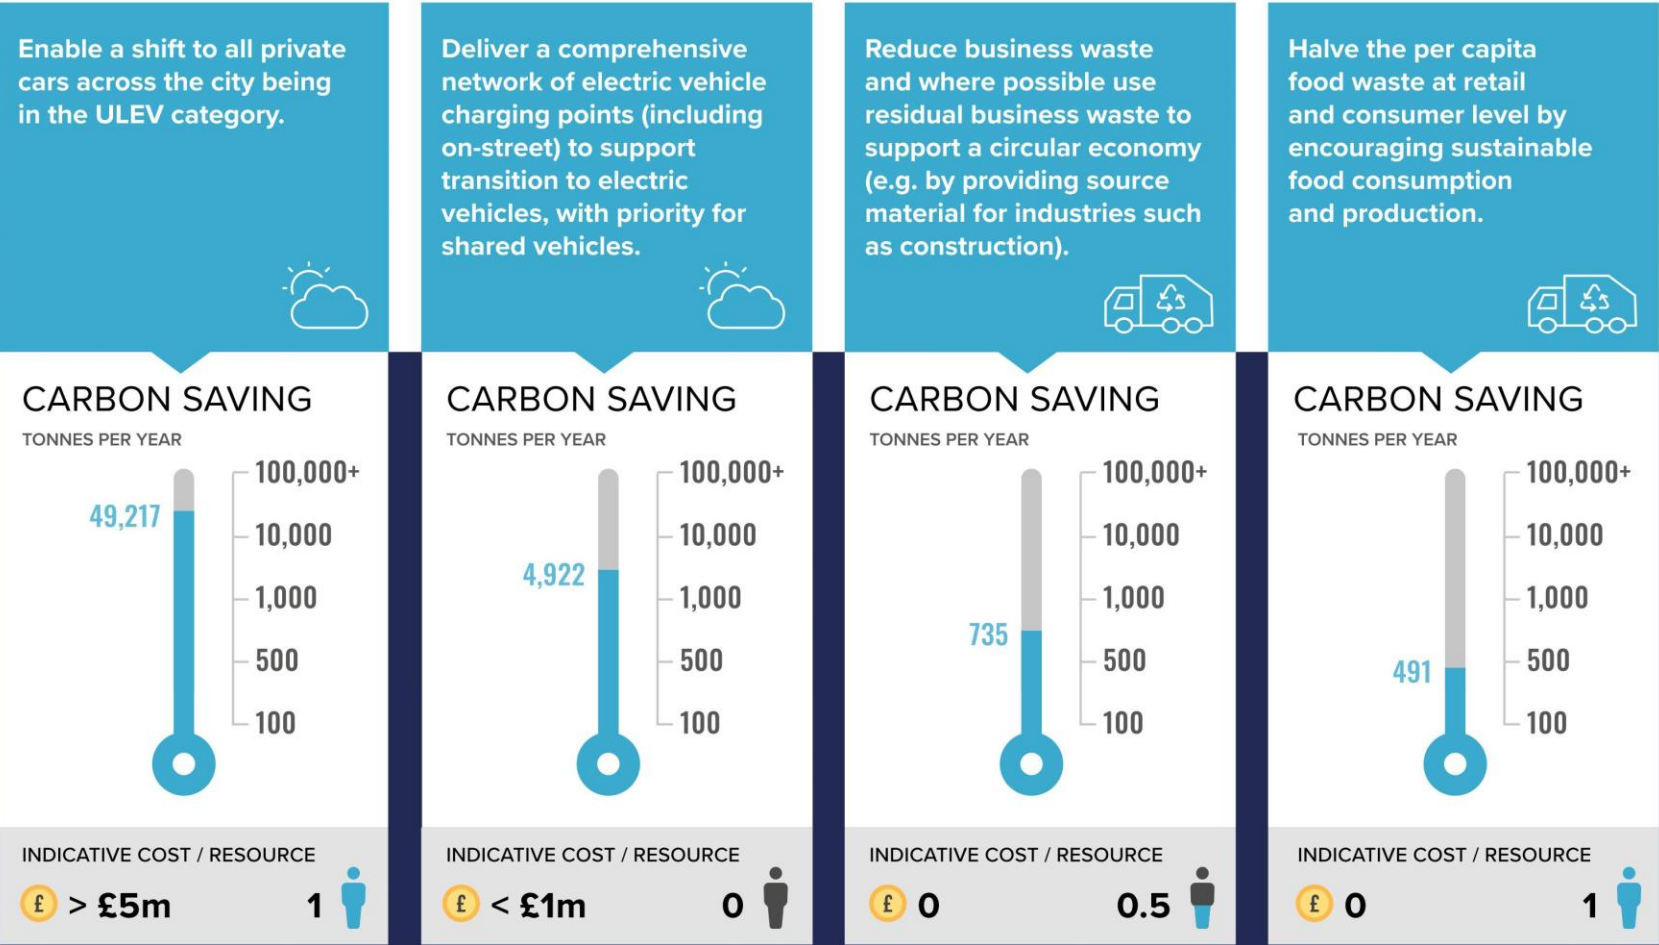 Enable a shift to all private
cars across the city being
in the ULEV category.
CARBON SAVING
TONNES PER YEAR
100,000+
49,217
10,000
1,000
500
100
INDICATIVE COST / RESOURCE
£ > £5m 1
Deliver a comprehensive
network of electric vehicle
charging points (including
on-street) to support
transition to electric
vehicles, with priority for
shared vehicles.
CARBON SAVING
TONNES PER YEAR
100,000+
10,000
4,922
1,000
500
100
INDICATIVE COST / RESOURCE
£ < £1m 0
Reduce business waste
and where possible use
residual business waste to
support a circular economy
(e.g. by providing source
material for industries such
as construction).
CARBON SAVING
TONNES PER YEAR
100,000+
10,000
1,000
735
500
100
INDICATIVE COST / RESOURCE
£ 0 0.5
Halve the per capita
food waste at retail
and consumer level by
encouraging sustainable
food consumption
and production.
CARBON SAVING
TONNES PER YEAR
100,000+
10,000
1,000
500
491
100
INDICATIVE COST / RESOURCE
£ 0 1